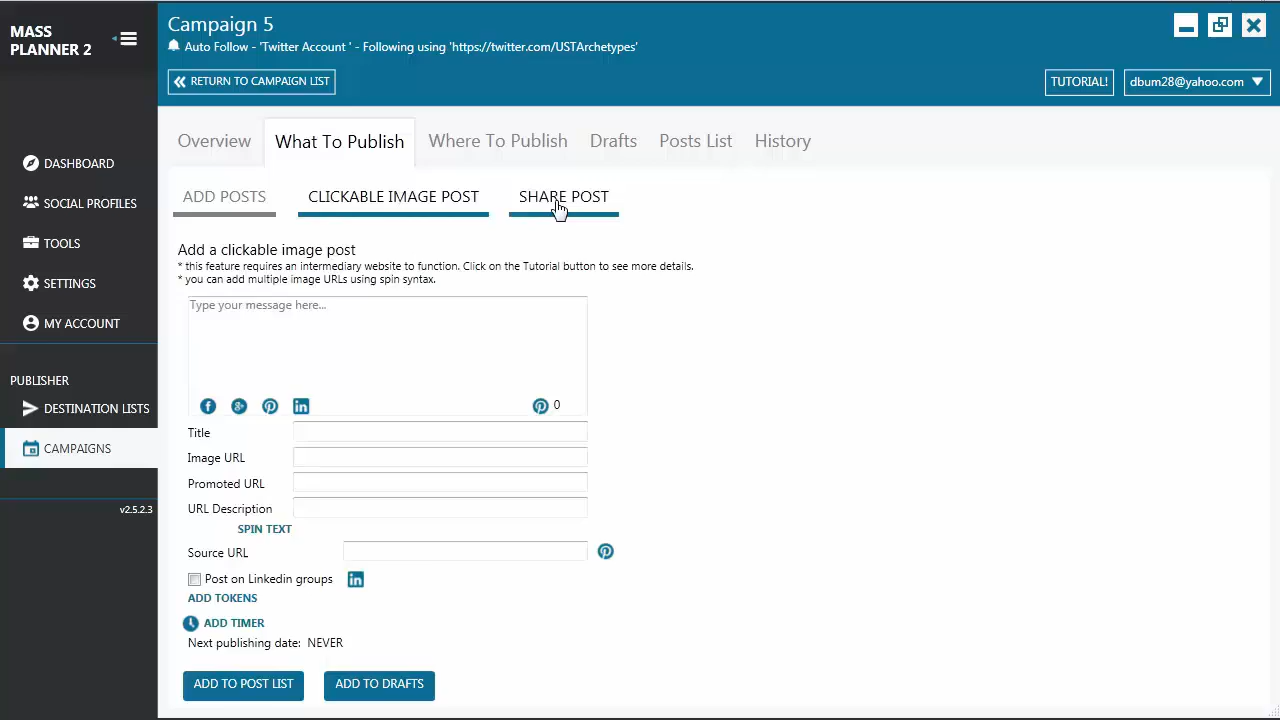 MASS
PLANNER 2
Campaign 5
Auto Follow - 'Twitter Account ' - Following using 'https://twitter.com/USTArchetypes'
RETURN TO CAMPAIGN LIST
TUTORIAL!
dbum28@yahoo.com
DASHBOARD
SOCIAL PROFILES
TOOLS
SETTINGS
MY ACCOUNT
PUBLISHER
DESTINATION LISTS
CAMPAIGNS
v2.5.2.3
Overview What To Publish Where To Publish Drafts Posts List History
ADD POSTS CLICKABLE IMAGE POST SHARE POST
Add a clickable image post
* this feature requires an intermediary website to function. Click on the Tutorial button to see more details.
* you can add multiple image URLs using spin syntax.
Type your message here...
0
Title
Image URL
Promoted URL
URL Description
SPIN TEXT
Source URL
Post on Linkedin groups
ADD TOKENS
ADD TIMER
Next publishing date: NEVER
ADD TO POST LIST ADD TO DRAFTS